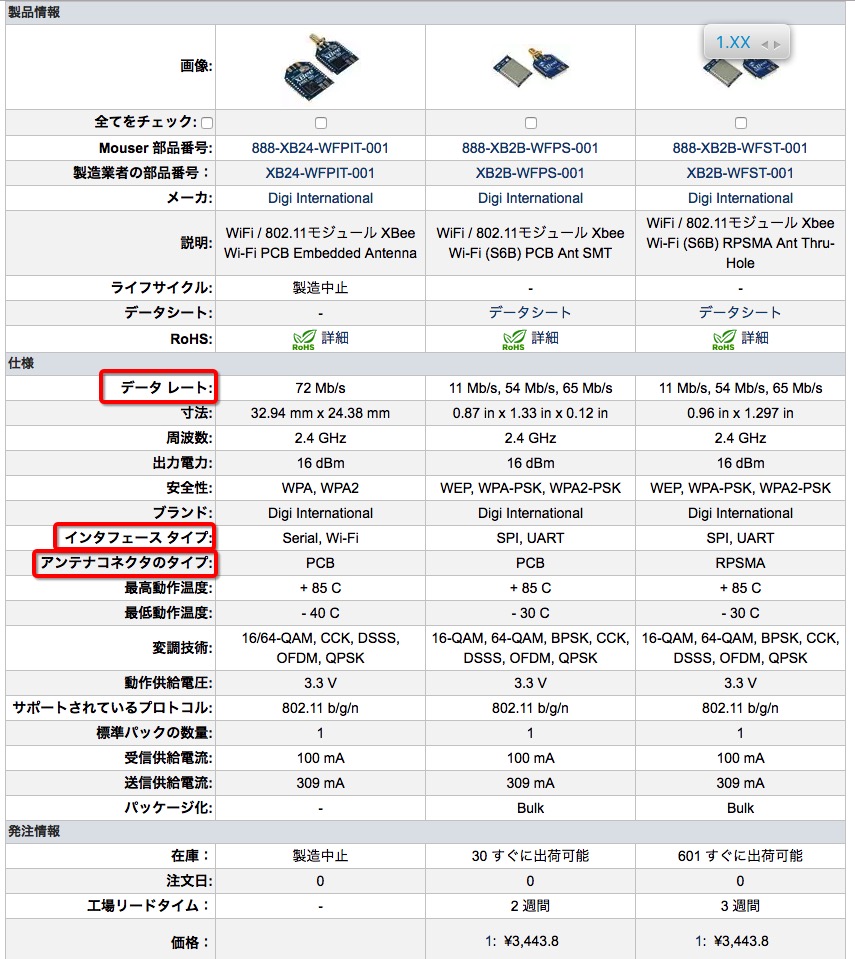 製品情報
1.XX
画像:
全てをチェック:
Mouser 部品番号: 888-XB24-WFPIT-001 888-XB2B-WFPS-001 888-XB2B-WFST-001
製造業者の部品番号： XB24-WFPIT-001 XB2B-WFPS-001 XB2B-WFST-001
メーカ: Digi International Digi International Digi International
説明: WiFi / 802.11モジュール XBee Wi-Fi PCB Embedded Antenna WiFi / 802.11モジュール Xbee Wi-Fi (S6B) PCB Ant SMT WiFi / 802.11モジュール Xbee Wi-Fi (S6B) RPSMA Ant Thru-Hole
ライフサイクル: 製造中止 - -
データシート: - データシート データシート
RoHS: RoHS 詳細 RoHS 詳細 RoHS 詳細
仕様
データ レート: 72 Mb/s 11 Mb/s, 54 Mb/s, 65 Mb/s 11 Mb/s, 54 Mb/s, 65 Mb/s
寸法: 32.94 mm x 24.38 mm 0.87 in x 1.33 in x 0.12 in 0.96 in x 1.297 in
周波数: 2.4 GHz 2.4 GHz 2.4 GHz
出力電力: 16 dBm 16 dBm 16 dBm
安全性: WPA, WPA2 WEP, WPA-PSK, WPA2-PSK WEP, WPA-PSK, WPA2-PSK
ブランド: Digi International Digi International Digi International
インタフェース タイプ: Serial, Wi-Fi SPI, UART SPI, UART
アンテナコネクタのタイプ: PCB PCB RPSMA
最高動作温度: + 85 C + 85 C + 85 C
最低動作温度: - 40 C - 30 C - 30 C
変調技術: 16/64-QAM, CCK, DSSS, OFDM, QPSK 16-QAM, 64-QAM, BPSK, CCK, DSSS, OFDM, QPSK 16-QAM, 64-QAM, BPSK, CCK, DSSS, OFDM, QPSK
動作供給電圧: 3.3 V 3.3 V 3.3 V
サポートされているプロトコル: 802.11 b/g/n 802.11 b/g/n 802.11 b/g/n
標準パックの数量: 1 1 1
受信供給電流: 100 mA 100 mA 100 mA
送信供給電流: 309 mA 309 mA 309 mA
パッケージ化: - Bulk Bulk
発注情報
在庫： 製造中止 30 すぐに出荷可能 601 すぐに出荷可能
注文日: 0 0 0
工場リードタイム： - 2 週間 3 週間
価格： 1: ¥3,443.8 1: ¥3,443.8